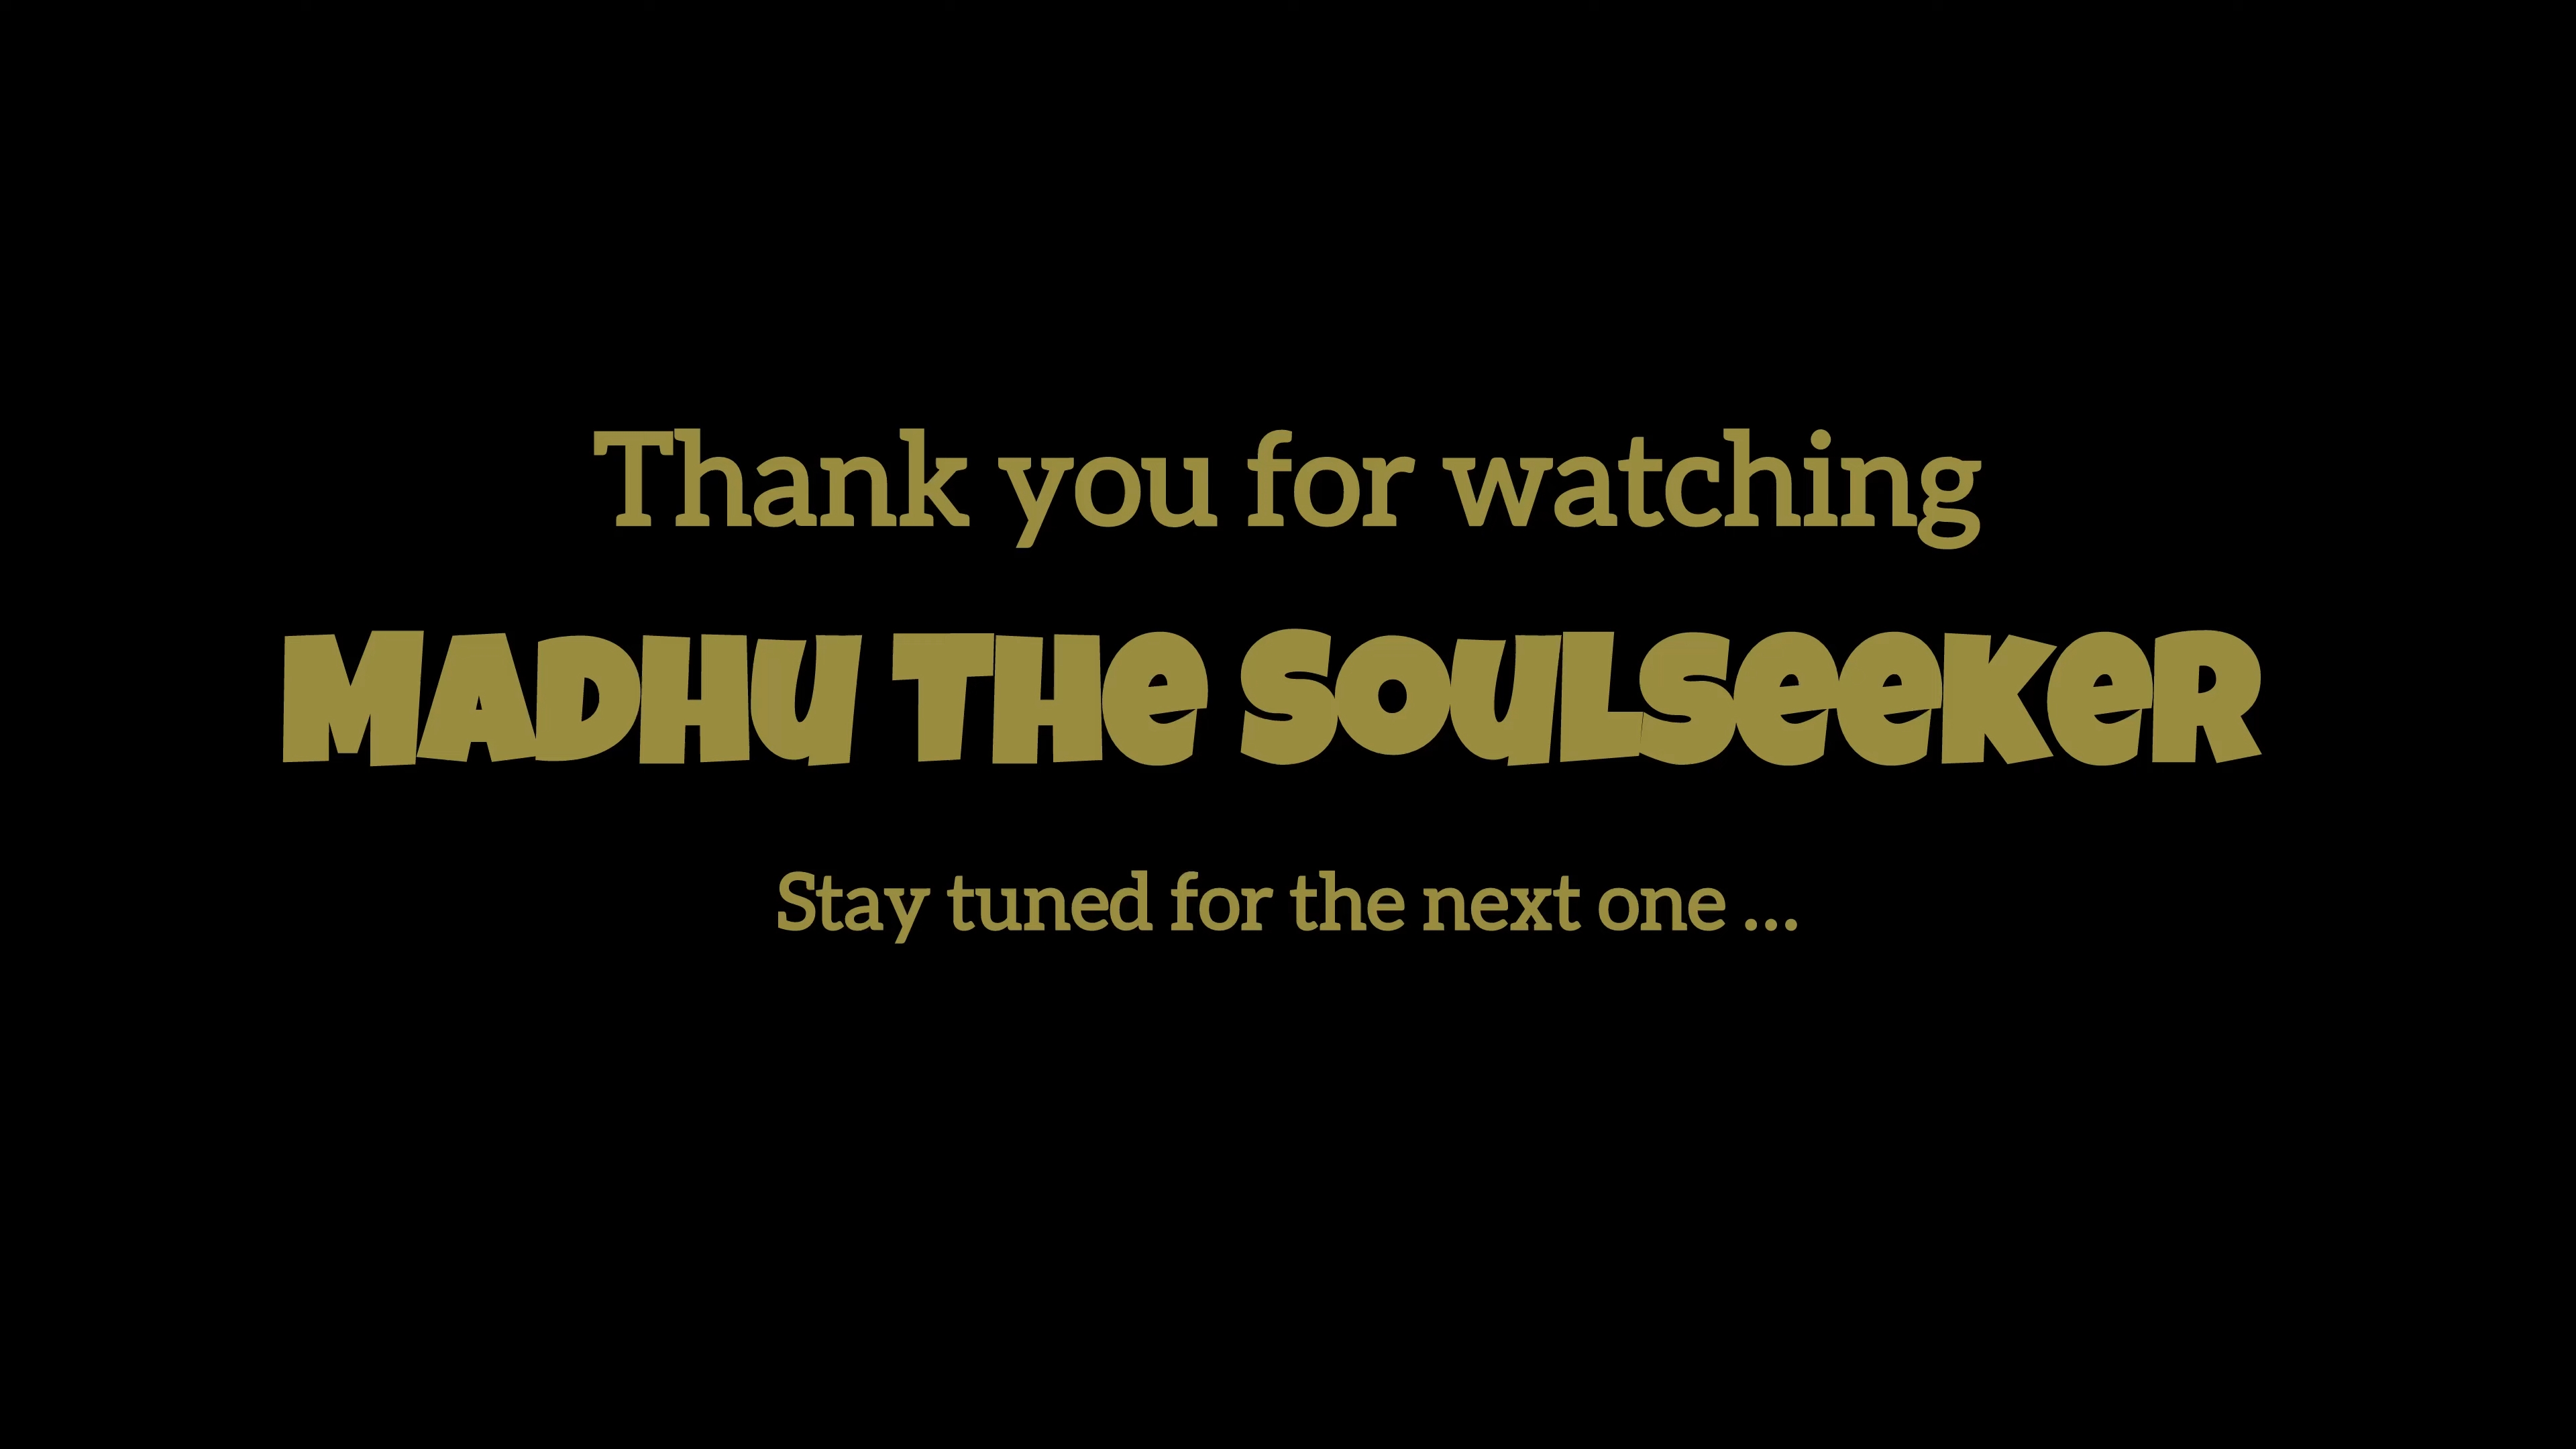 Thank you for watching
MADHU THe SOULSeeKeR
Stay tuned for the next one ...